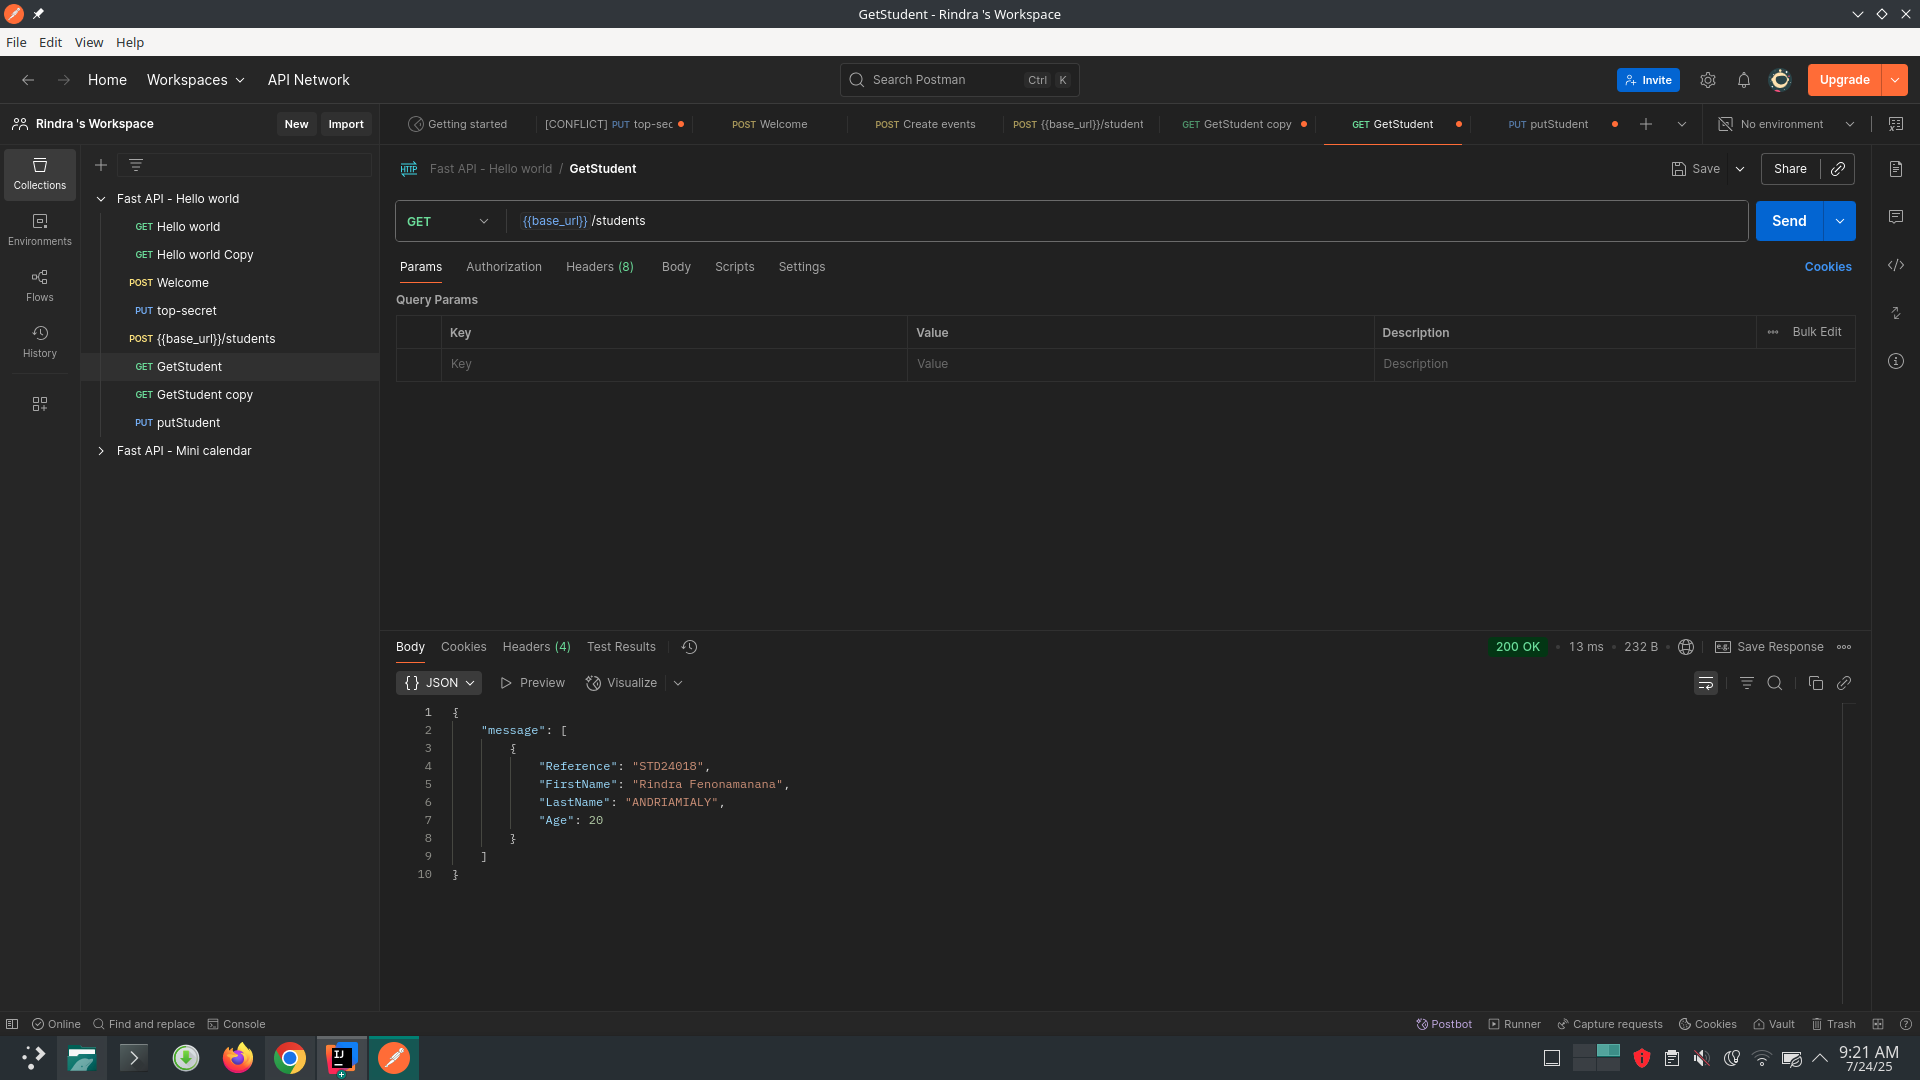 GetStudent - Rindra 's Workspace
File Edit View Help
Home Workspaces API Network
Search Postman Ctrl K
Invite Upgrade
Rindra 's Workspace New Import
Getting started [CONFLICT] PUT top-sec POST Welcome POST Create events POST {{base_url}}/student GET GetStudent copy GET GetStudent PUT putStudent No environment
Collections
Environments
Flows
History
Fast API - Hello world
GET Hello world
GET Hello world Copy
POST Welcome
PUT top-secret
POST {{base_url}}/students
GET GetStudent
GET GetStudent copy
PUT putStudent
Fast API - Mini calendar
HTTP Fast API - Hello world / GetStudent Save Share
GET {{base_url}}/students Send
Params Authorization Headers (8) Body Scripts Settings Cookies
Query Params
Key Value Description Bulk Edit
Key Value Description
Body Cookies Headers (4) Test Results 200 OK 13 ms 232 B e.g. Save Response
{} JSON Preview Visualize
1 {
2 "message": [
3 {
4 "Reference": "STD24018",
5 "FirstName": "Rindra Fenonamanana",
6 "LastName": "ANDRIAMIALY",
7 "Age": 20
8 }
9 ]
10 }
Online Find and replace Console Postbot Runner Capture requests Cookies Vault Trash
IJ
9:21 AM
7/24/25